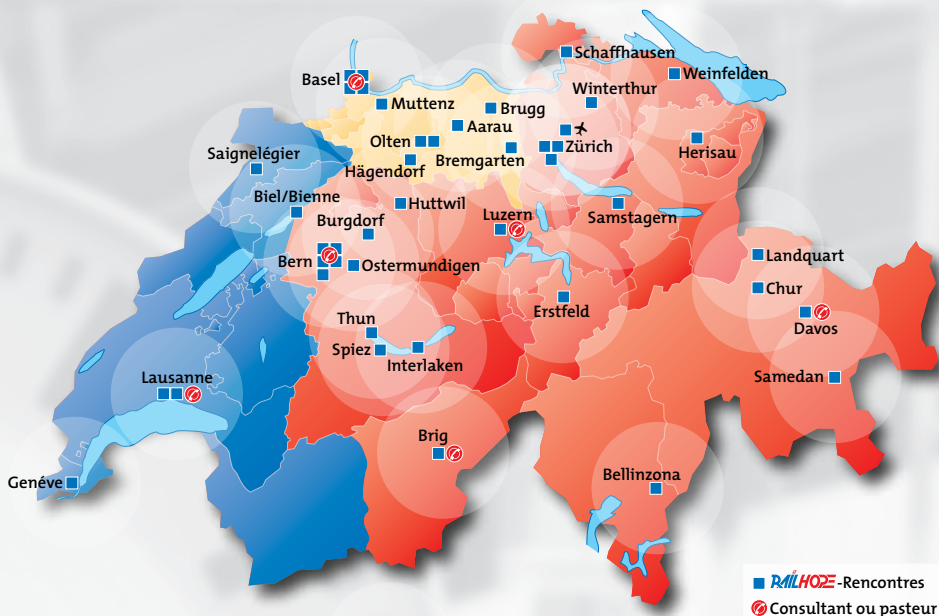 Schaffhausen
Basel
Weinfelden
Winterthur
Muttenz
Brugg
Aarau
Olten
Zürich
Herisau
Saignelégier
Bremgarten
Hägendorf
Biel/Bienne
Huttwil
Luzern
Samstagern
Burgdorf
Bern
Ostermundigen
Landquart
Chur
Erstfeld
Davos
Thun
Spiez
Interlaken
Lausanne
Samedan
Brig
Bellinzona
Genéve
RAILHOPE-Rencontres
Consultant ou pasteur